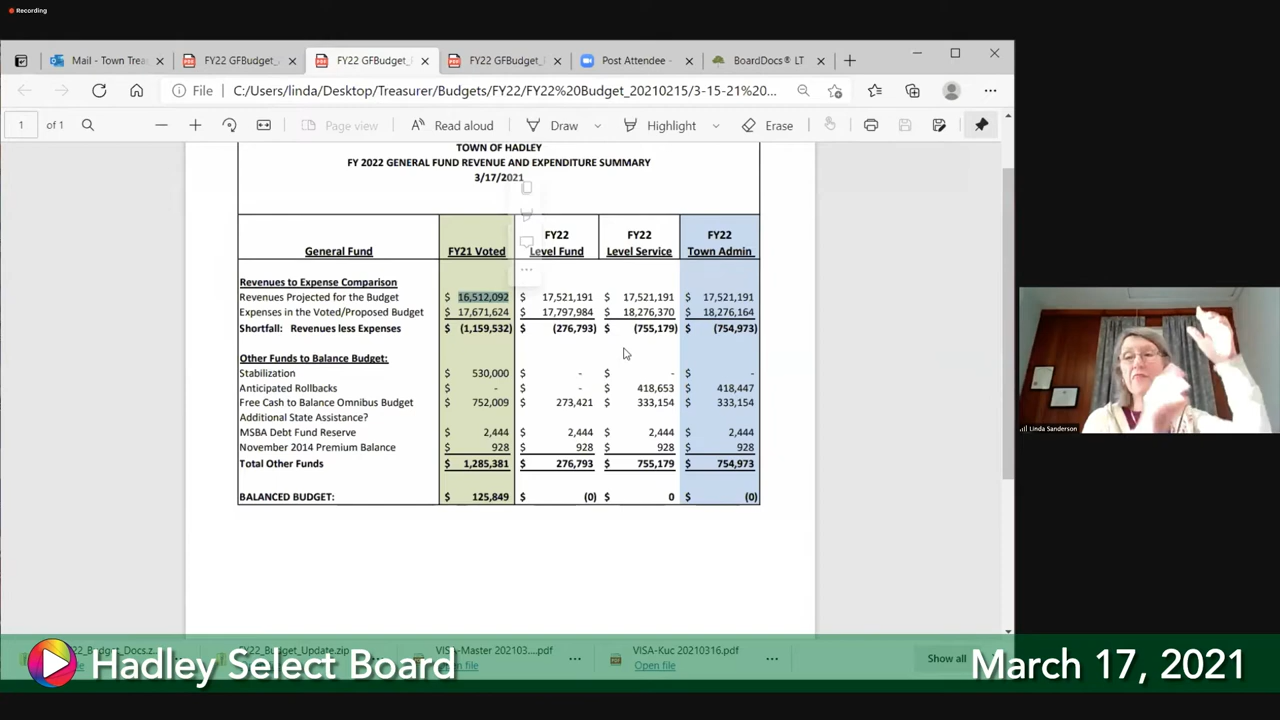 Recording
Mail - Town Trea
FY22 GFBudget_
FY22 GFBudget_
FY22 GFBudget_
Post Attendee -
BoardDocs® LT
File
C:/Users/linda/Desktop/Treasurer/Budgets/FY22/FY22%20Budget_20210215/3-15-21%20...
1 of 1
Page view
Read aloud
Draw
Highlight
Erase
TOWN OF HADLEY
FY 2022 GENERAL FUND REVENUE AND EXPENDITURE SUMMARY
3/17/2021
FY22 FY22 FY22
General Fund FY21 Voted Level Fund Level Service Town Admin
Revenues to Expense Comparison
Revenues Projected for the Budget $ 16,512,092 $ 17,521,191 $ 17,521,191 $ 17,521,191
Expenses in the Voted/Proposed Budget $ 17,671,624 17,797,984 $ 18,276,370 $ 18,276,164
Shortfall: Revenues less Expenses $ (1,159,532) $ (276,793) $ (755,179) $ (754,973)
Other Funds to Balance Budget:
Stabilization $ 530,000 $ - $ - $ -
Anticipated Rollbacks $ - $ - $ 418,653 $ 418,447
Free Cash to Balance Omnibus Budget $ 752,009 $ 273,421 $ 333,154 $ 333,154
Additional State Assistance?
MSBA Debt Fund Reserve $ 2,444 $ 2,444 $ 2,444 $ 2,444
November 2014 Premium Balance $ 928 $ 928 $ 928 $ 928
Total Other Funds $ 1,285,381 $ 276,793 $ 755,179 $ 754,973
BALANCED BUDGET: $ 125,849 $ (0) $ 0 $ (0)
Linda Sanderson
_Budget_Docs.z...
FY22_Budget_Update.zip
VISA-Master 202103....pdf
Open file
VISA-Kuc 20210316.pdf
Open file
Show all
Hadley Select Board
March 17, 2021